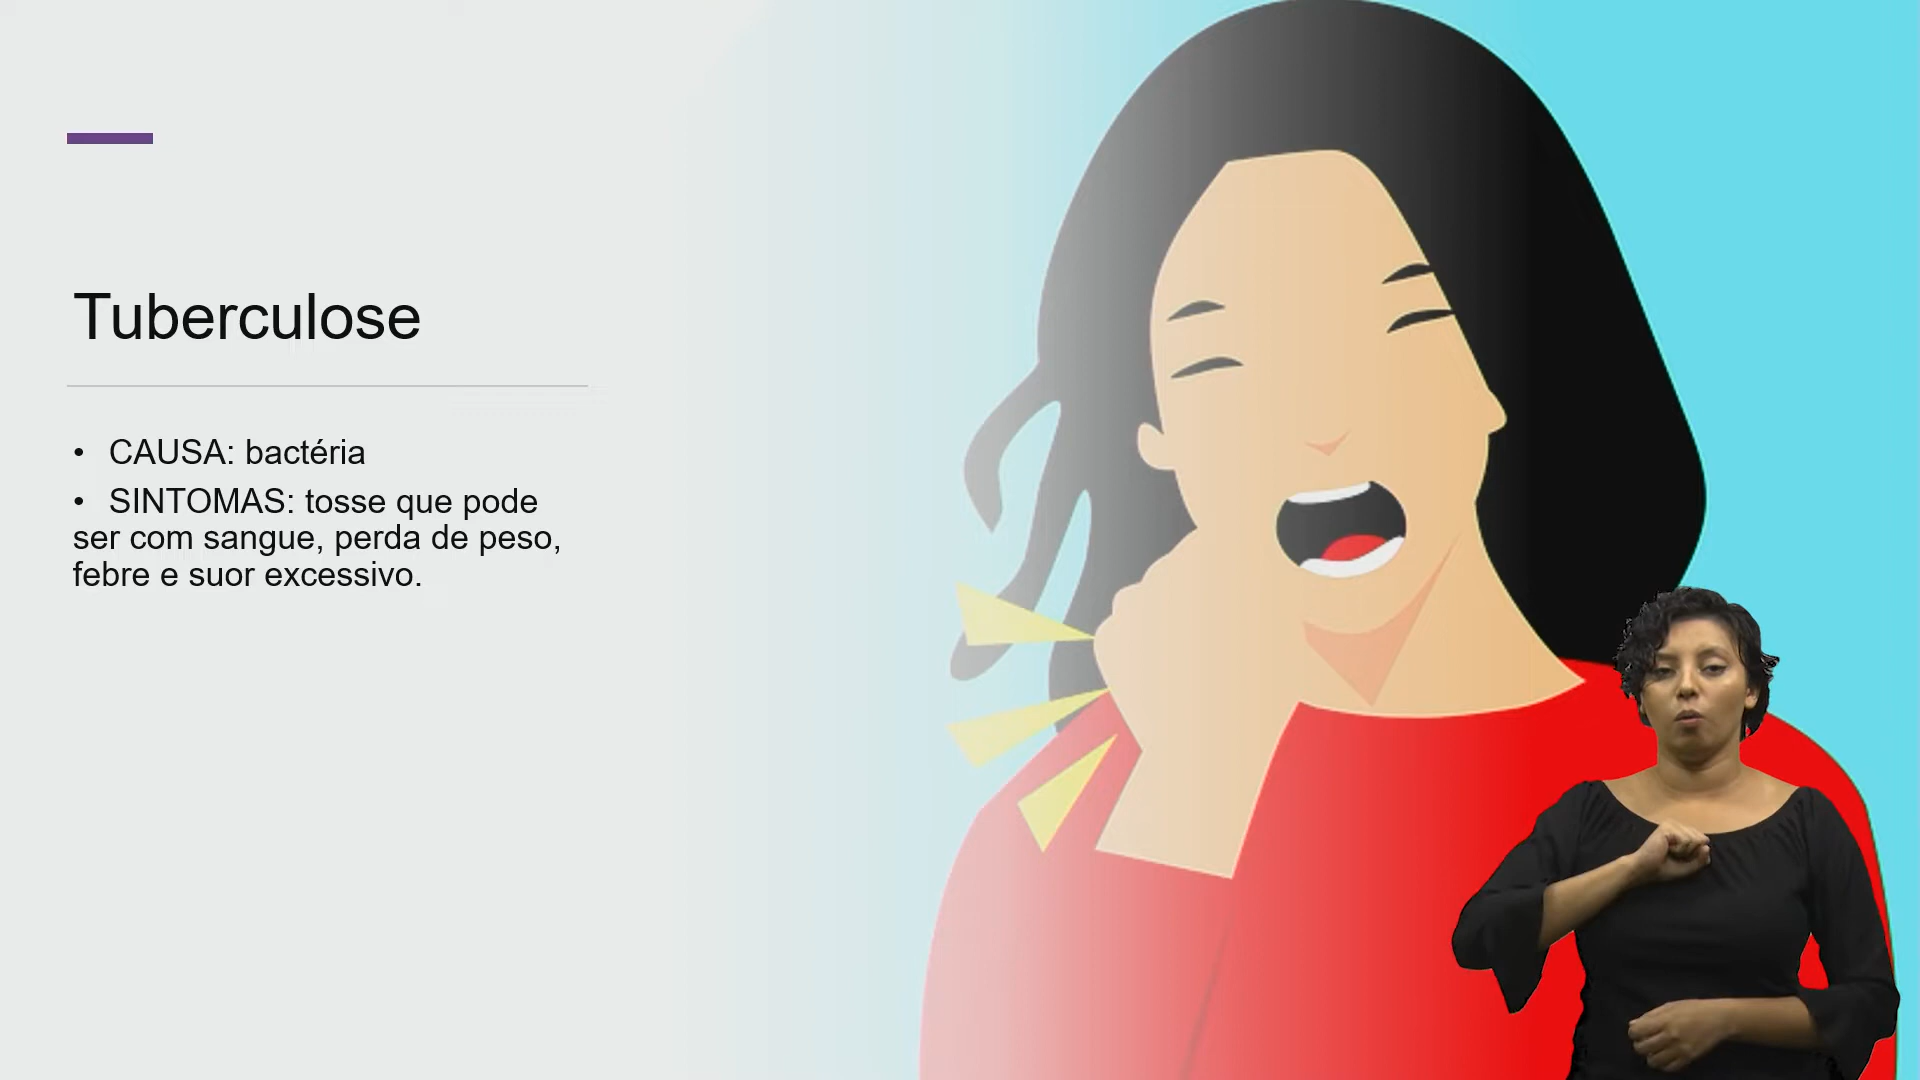 Tuberculose
• CAUSA: bactéria
• SINTOMAS: tosse que pode
ser com sangue, perda de peso,
febre e suor excessivo.